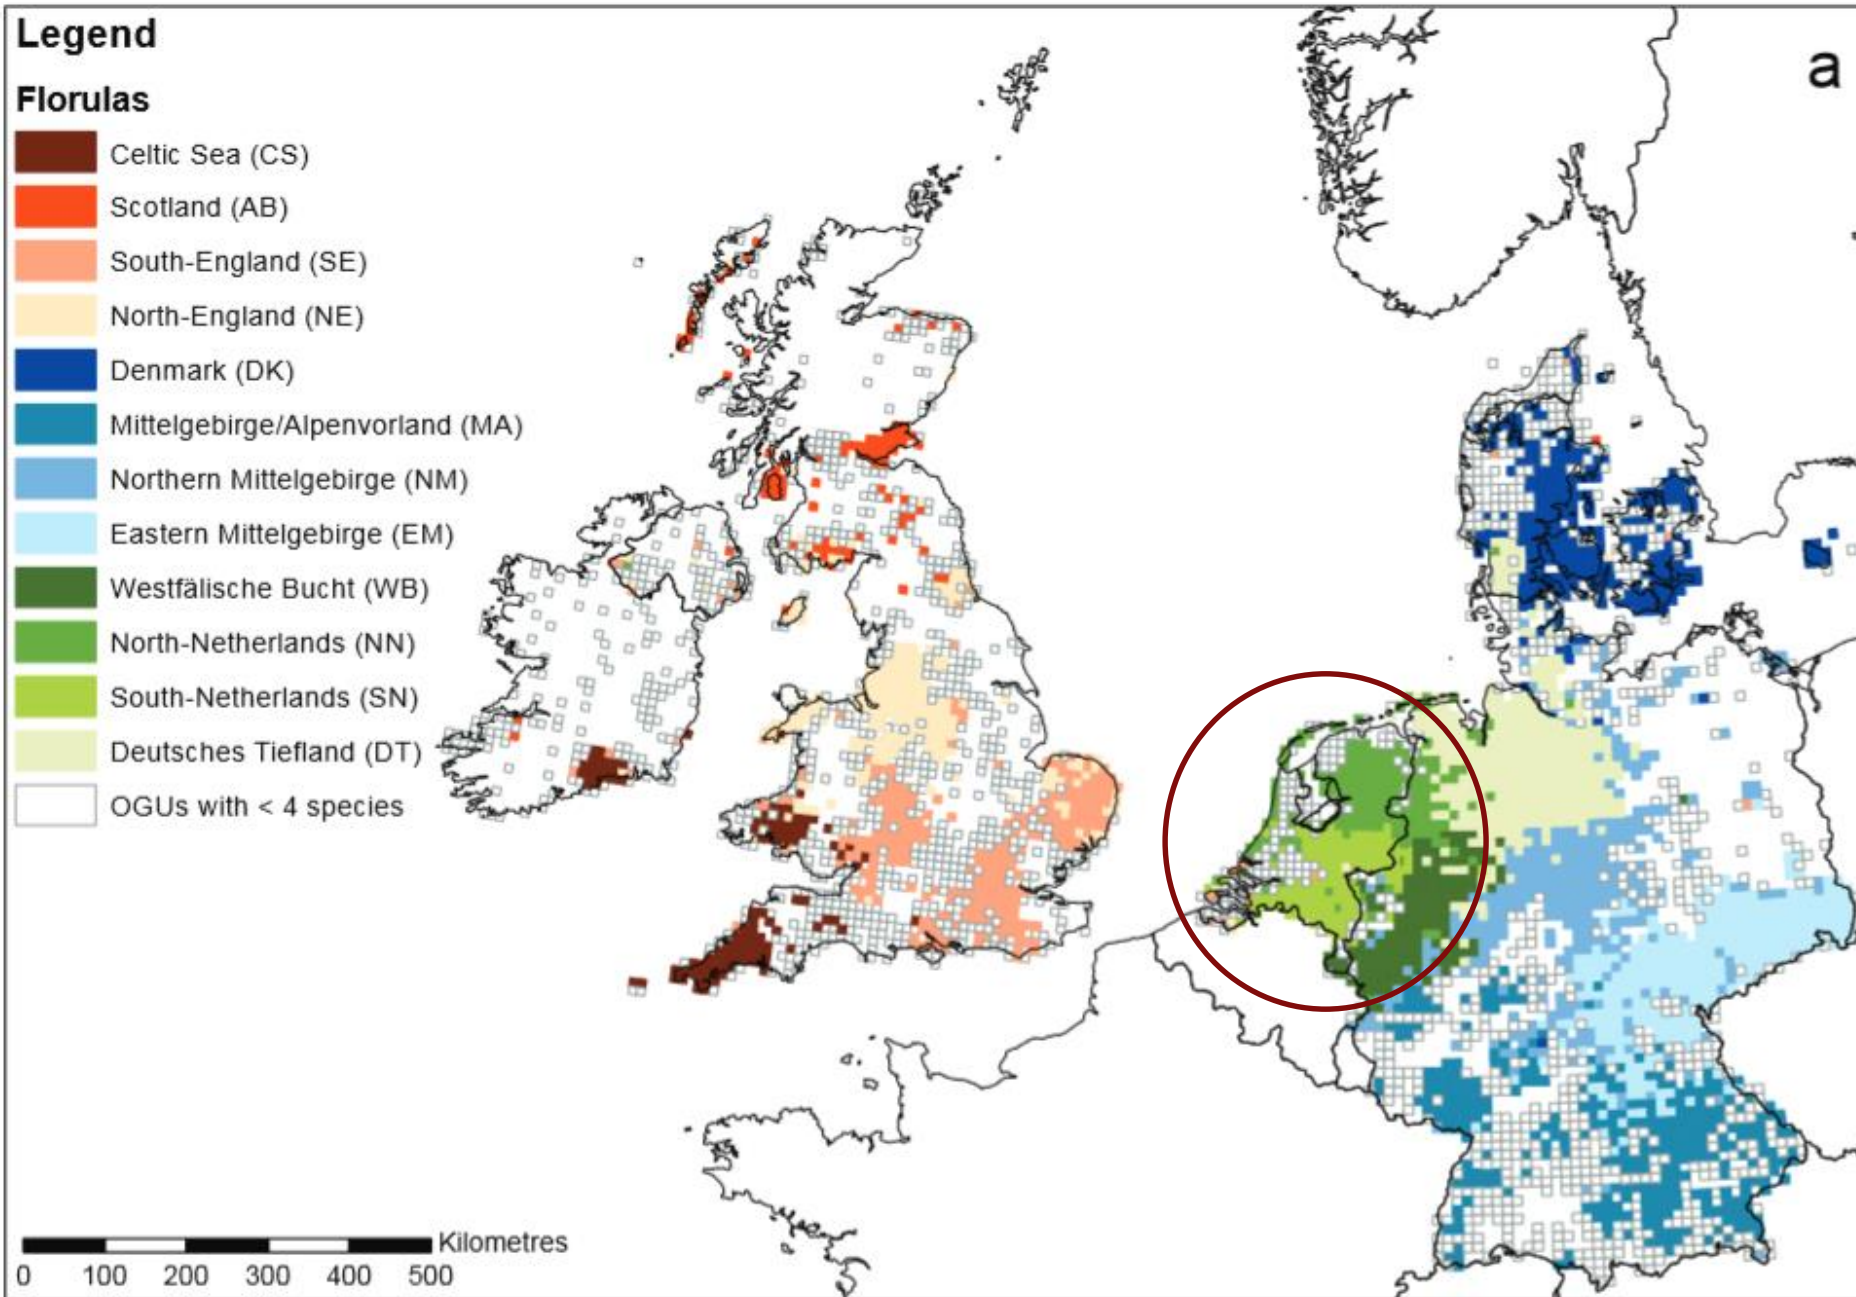 Legend
a
Florulas
Celtic Sea (CS)
Scotland (AB)
South-England (SE)
North-England (NE)
Denmark (DK)
Mittelgebirge/Alpenvorland (MA)
Northern Mittelgebirge (NM)
Eastern Mittelgebirge (EM)
Westfälische Bucht (WB)
North-Netherlands (NN)
South-Netherlands (SN)
Deutsches Tiefland (DT)
OGUs with < 4 species
Kilometres
0 100 200 300 400 500